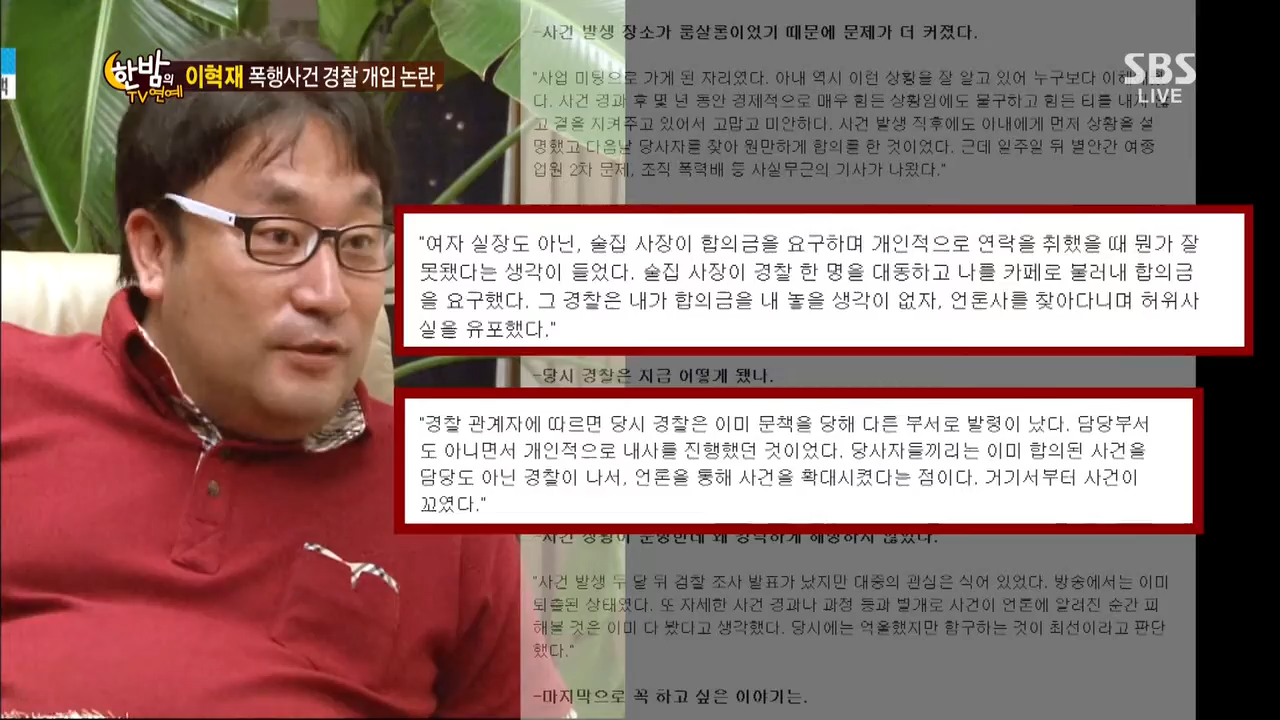 한밤의
TV연예
이혁재 폭행사건 경찰 개입 논란
SBS
LIVE
-사건 발생 장소가 룸살롱이었기 때문에 문제가 더 커졌다.
"사업 미팅으로 가게 된 자리였다. 아내 역시 이런 상황을 잘 알고 있어 누구보다
다. 사건 경과 후 몇 년 동안 경제적으로 매우 힘든 상황임에도 불구하고 힘든 티를
고 곁을 지켜주고 있어서 고맙고 미안하다. 사건 발생 직후에도 아내에게 먼저 상황을 설
명했고 다음날 당사자를 찾아 원만하게 합의를 한 것이었다. 근데 일주일 뒤 별안간 여종
업원 2차 문제, 조직 폭력배 등 사실무근의 기사가 나왔다."
"여자 실장도 아닌, 술집 사장이 합의금을 요구하며 개인적으로 연락을 취했을 때 뭔가 잘
못됐다는 생각이 들었다. 술집 사장이 경찰 한 명을 대동하고 나를 카페로 불러내 합의금
을 요구했다. 그 경찰은 내가 합의금을 내 놓을 생각이 없자, 언론사를 찾아다니며 허위사
실을 유포했다."
-당시 경찰은 지금 어떻게 됐나.
"경찰 관계자에 따르면 당시 경찰은 이미 문책을 당해 다른 부서로 발령이 났다. 담당부서
도 아니면서 개인적으로 내사를 진행했던 것이었다. 당사자들끼리는 이미 합의된 사건을
담당도 아닌 경찰이 나서, 언론을 통해 사건을 확대시켰다는 점이다. 거기서부터 사건이
꼬였다."
"사건 발생 두 달 뒤 검찰 조사 발표가 났지만 대중의 관심은 식어 있었다. 방송에서는 이미
퇴출된 상태였다. 또 자세한 사건 경과나 과정 등과 별개로 사건이 언론에 알려진 순간 피
해볼 것은 이미 다 봤다고 생각했다. 당시에는 억울했지만 함구하는 것이 최선이라고 판단
했다."
-마지막으로 꼭 하고 싶은 이야기는.